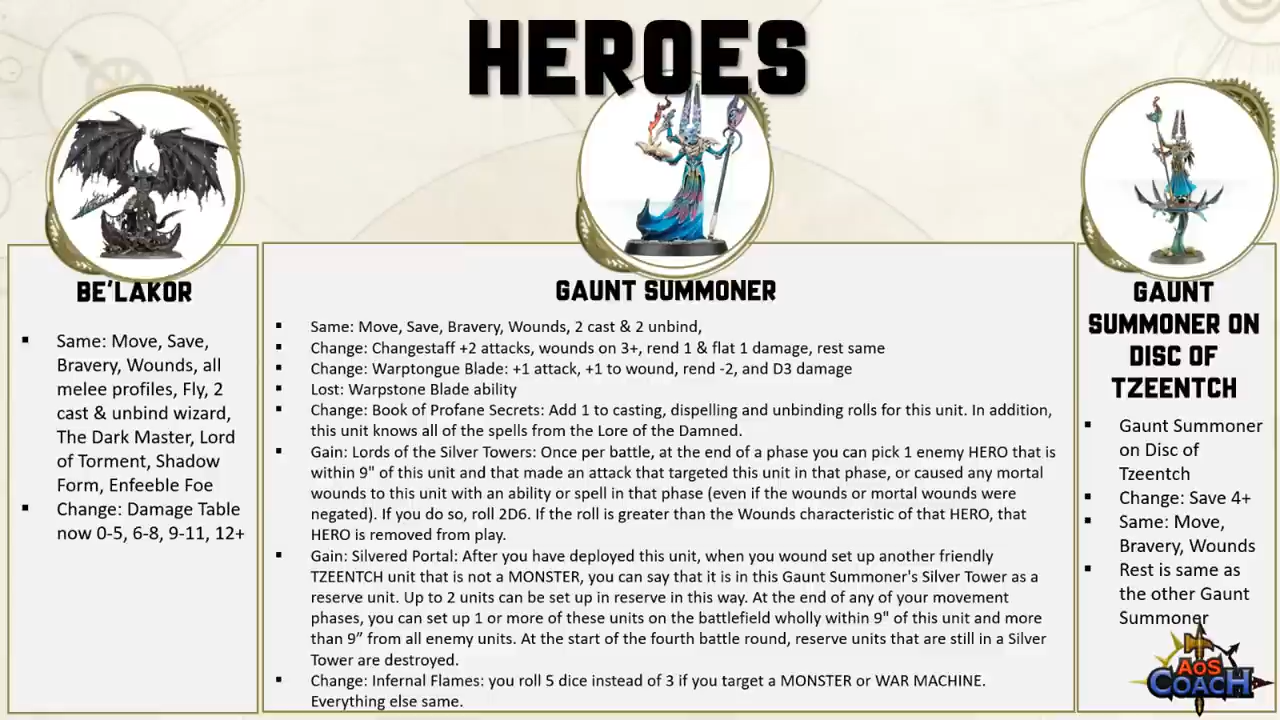 HEROES
BE'LAKOR
▪ Same: Move, Save,
Bravery, Wounds, all
melee profiles, Fly, 2
cast & unbind wizard,
The Dark Master, Lord
of Torment, Shadow
Form, Enfeeble Foe
▪ Change: Damage Table
now 0-5, 6-8, 9-11, 12+
GAUNT SUMMONER
▪ Same: Move, Save, Bravery, Wounds, 2 cast & 2 unbind,
▪ Change: Changestaff +2 attacks, wounds on 3+, rend 1 & flat 1 damage, rest same
▪ Change: Warptongue Blade: +1 attack, +1 to wound, rend -2, and D3 damage
▪ Lost: Warpstone Blade ability
▪ Change: Book of Profane Secrets: Add 1 to casting, dispelling and unbinding rolls for this unit. In addition,
this unit knows all of the spells from the Lore of the Damned.
▪ Gain: Lords of the Silver Towers: Once per battle, at the end of a phase you can pick 1 enemy HERO that is
within 9" of this unit and that made an attack that targeted this unit in that phase, or caused any mortal
wounds to this unit with an ability or spell in that phase (even if the wounds or mortal wounds were
negated). If you do so, roll 2D6. If the roll is greater than the Wounds characteristic of that HERO, that
HERO is removed from play.
▪ Gain: Silvered Portal: After you have deployed this unit, when you wound set up another friendly
TZEENTCH unit that is not a MONSTER, you can say that it is in this Gaunt Summoner's Silver Tower as a
reserve unit. Up to 2 units can be set up in reserve in this way. At the end of any of your movement
phases, you can set up 1 or more of these units on the battlefield wholly within 9" of this unit and more
than 9” from all enemy units. At the start of the fourth battle round, reserve units that are still in a Silver
Tower are destroyed.
▪ Change: Infernal Flames: you roll 5 dice instead of 3 if you target a MONSTER or WAR MACHINE.
Everything else same.
GAUNT
SUMMONER ON
DISC OF
TZEENTCH
▪ Gaunt Summoner
on Disc of
Tzeentch
▪ Change: Save 4+
▪ Same: Move,
Bravery, Wounds
▪ Rest is same as
the other Gaunt
Summoner
AoS
COACH